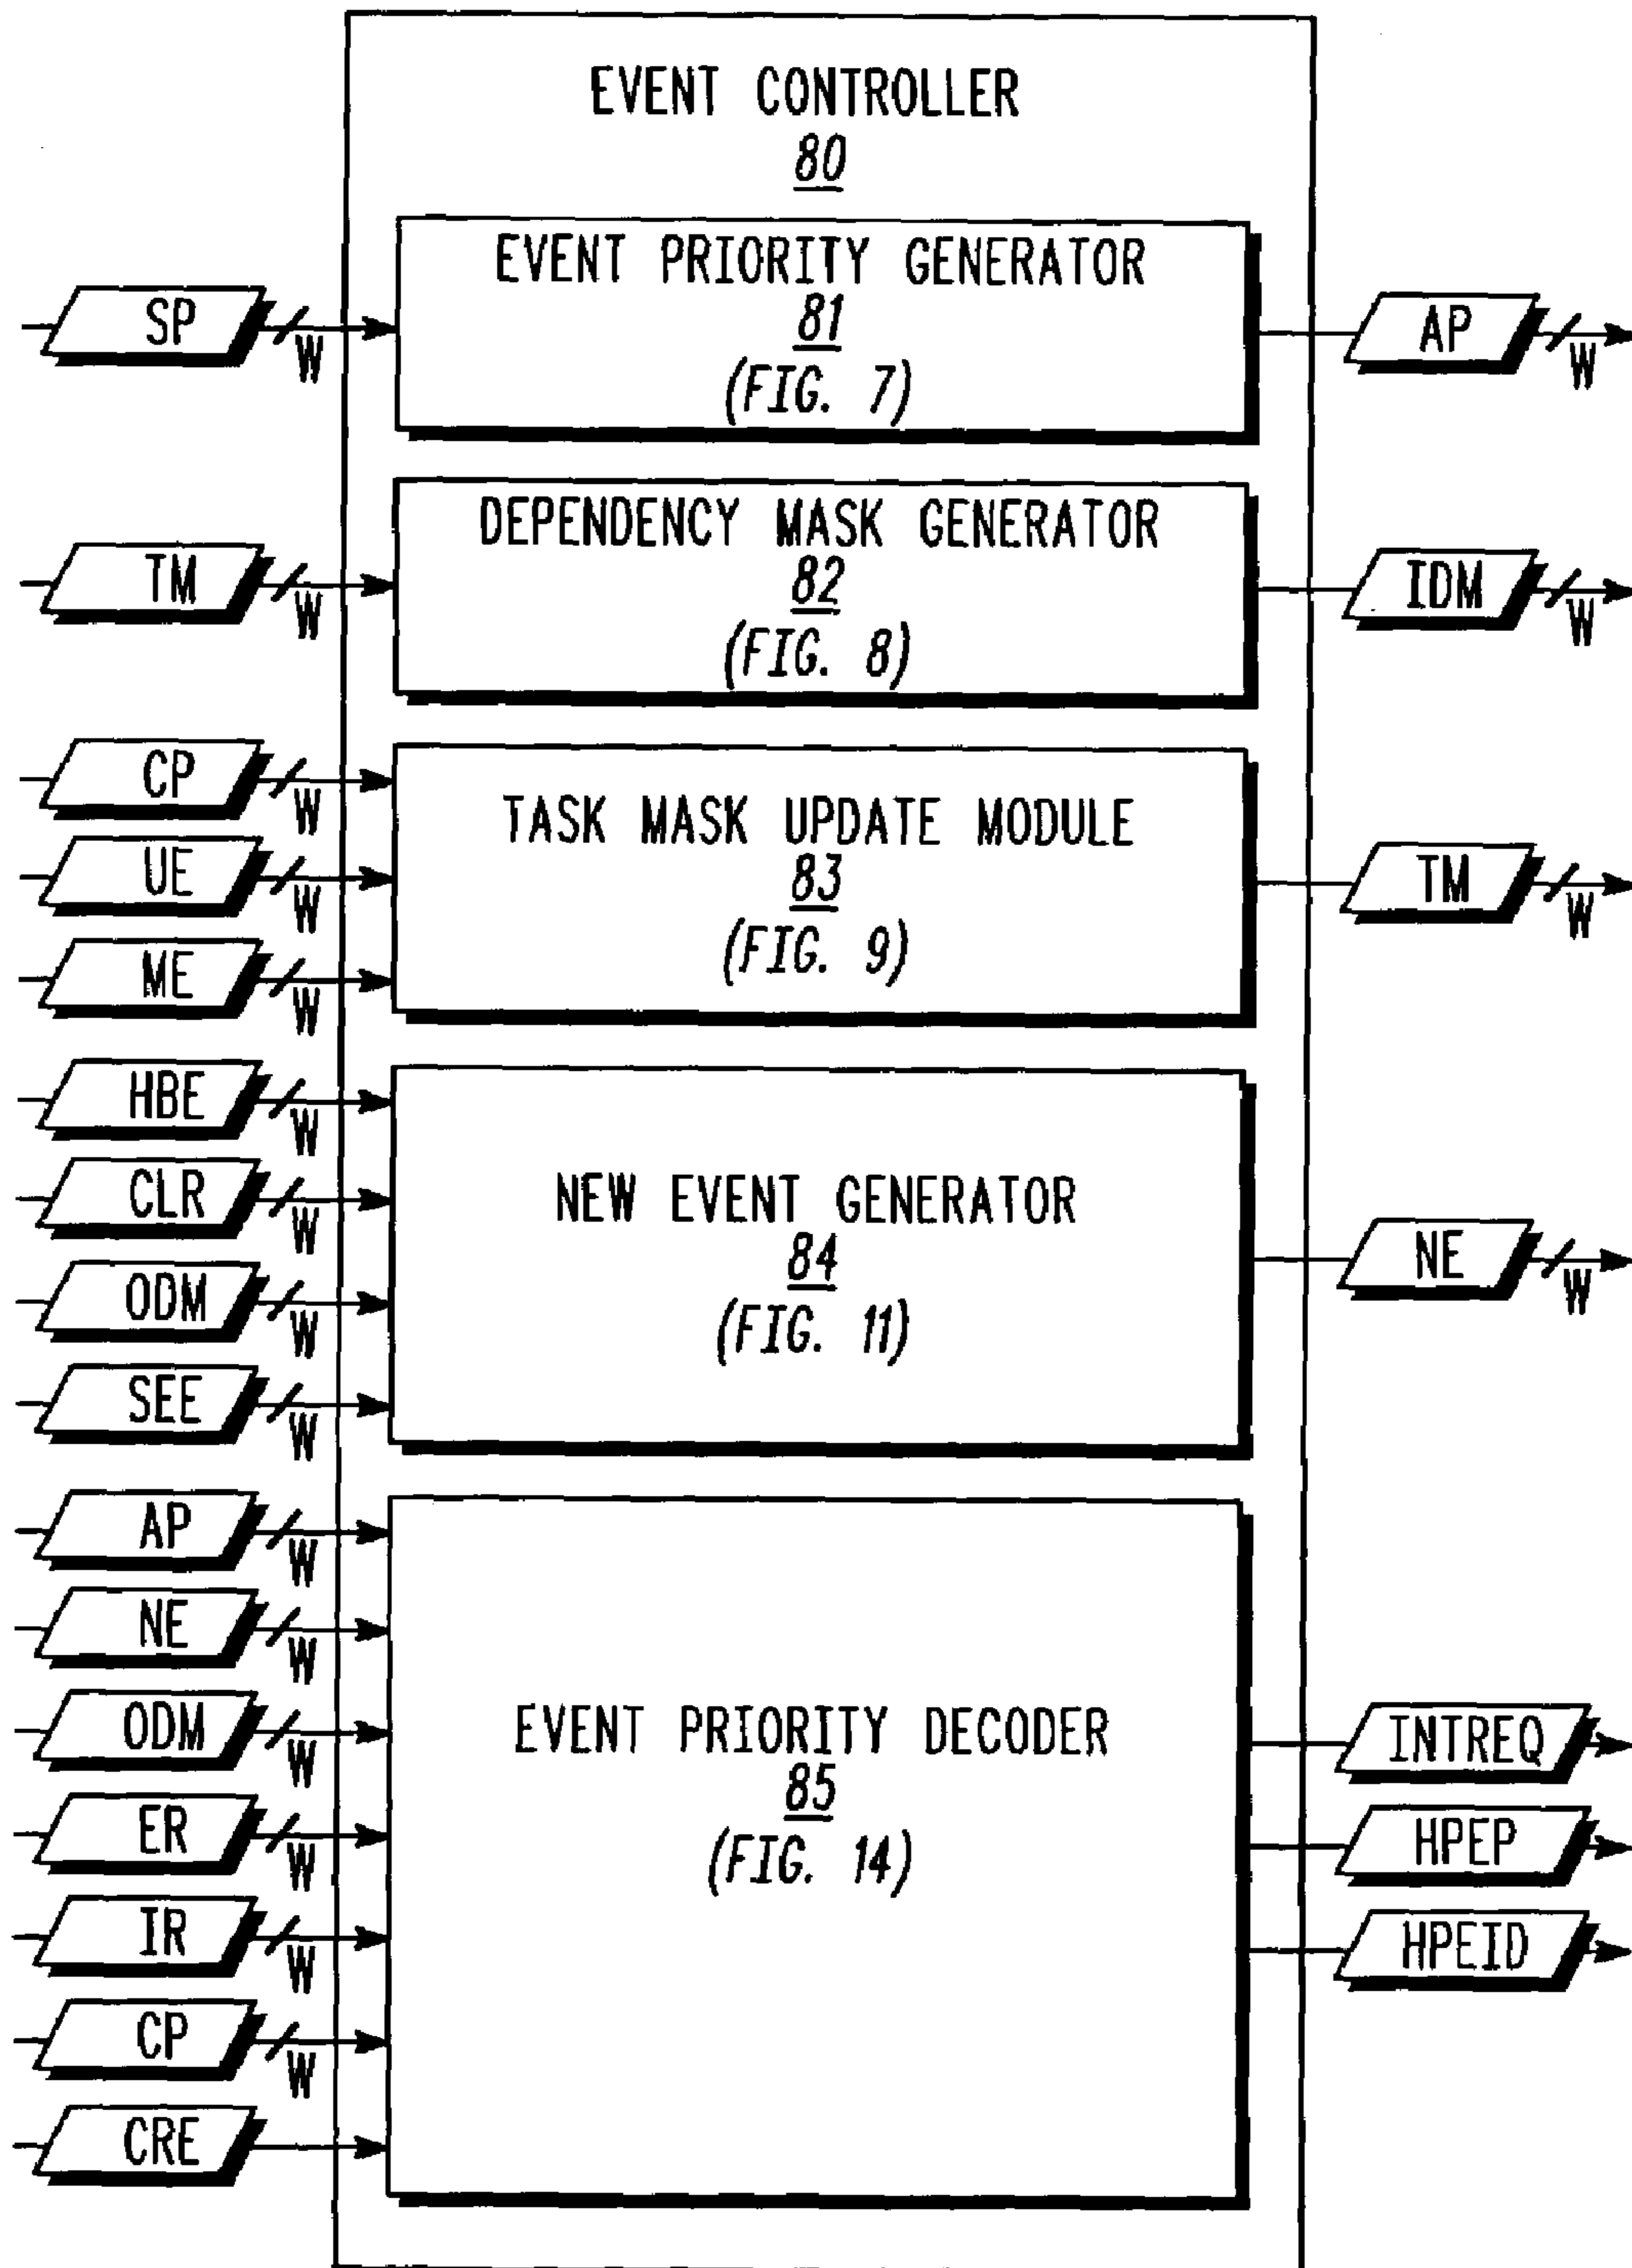 EVENT CONTROLLER
80
EVENT PRIORITY GENERATOR
81
(FIG. 7)
SP
W
AP
W
DEPENDENCY MASK GENERATOR
82
(FIG. 8)
TM
W
IDM
W
CP
W
UE
W
ME
W
TASK MASK UPDATE MODULE
83
(FIG. 9)
TM
W
HBE
W
CLR
W
ODM
W
SEE
W
NEW EVENT GENERATOR
84
(FIG. 11)
NE
W
AP
W
NE
W
ODM
W
ER
W
IR
W
CP
W
CRE
EVENT PRIORITY DECODER
85
(FIG. 14)
INTREQ
HPEP
HPEID